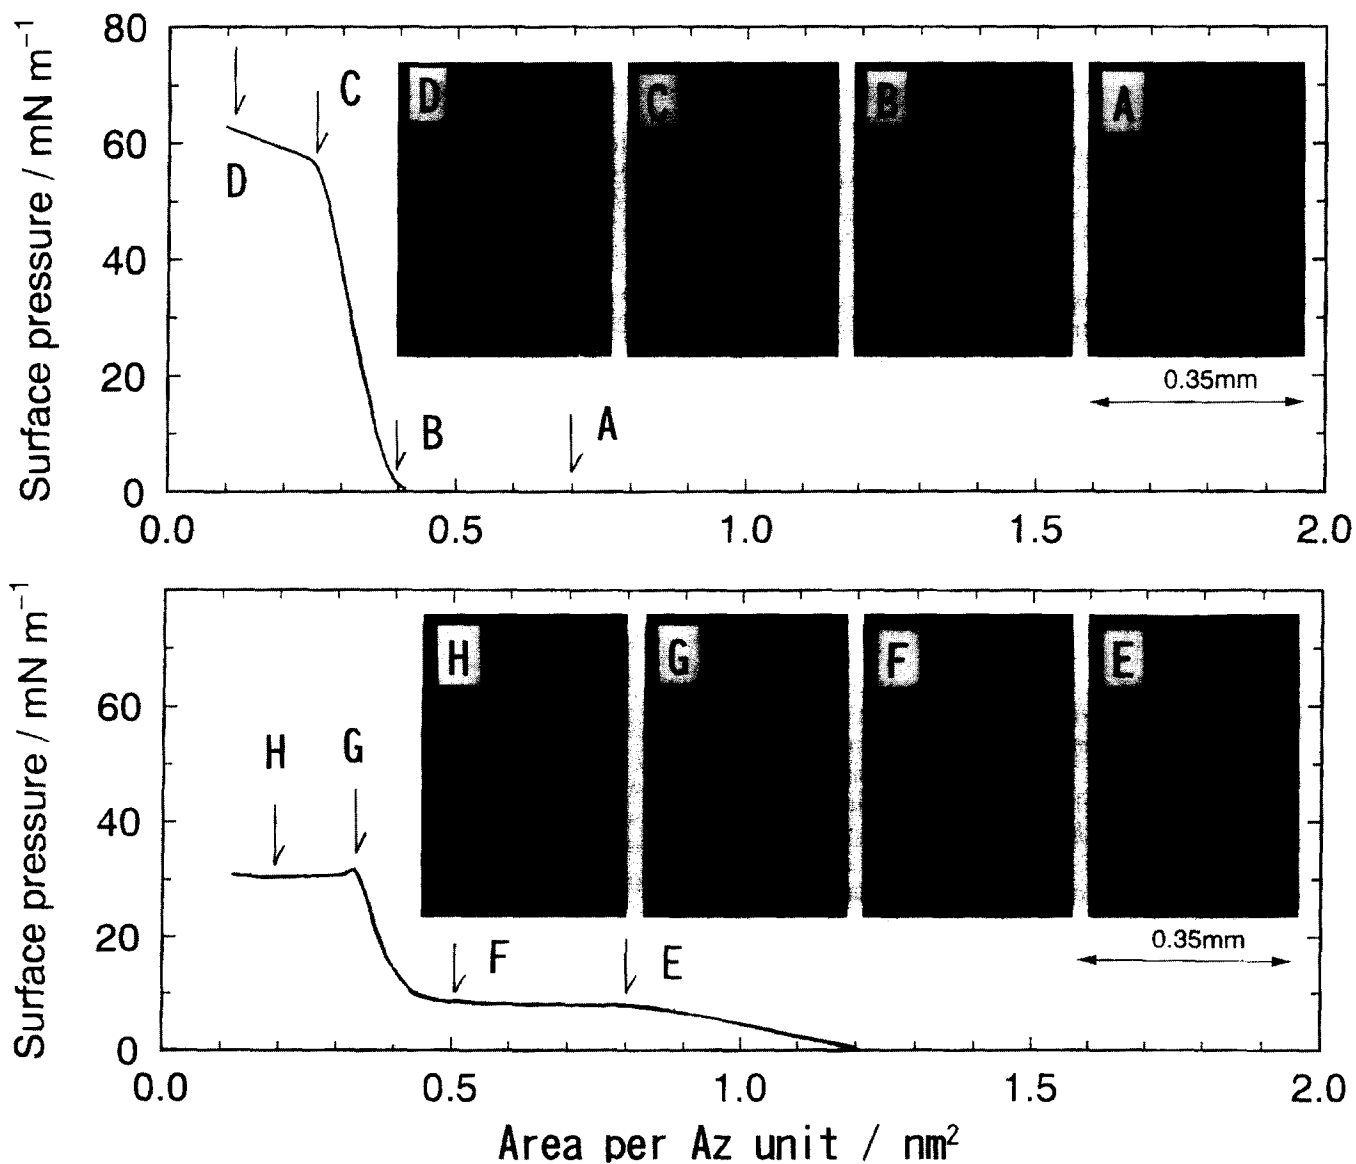 80
Surface pressure / mN m⁻¹
C
D C B A
60
D
40
0.35mm
20
B A
0
0.0 0.5 1.0 1.5 2.0
Surface pressure / mN m⁻¹
H G F E
60
H G
40
0.35mm
20
F E
0
0.0 0.5 1.0 1.5 2.0
Area per Az unit / nm²